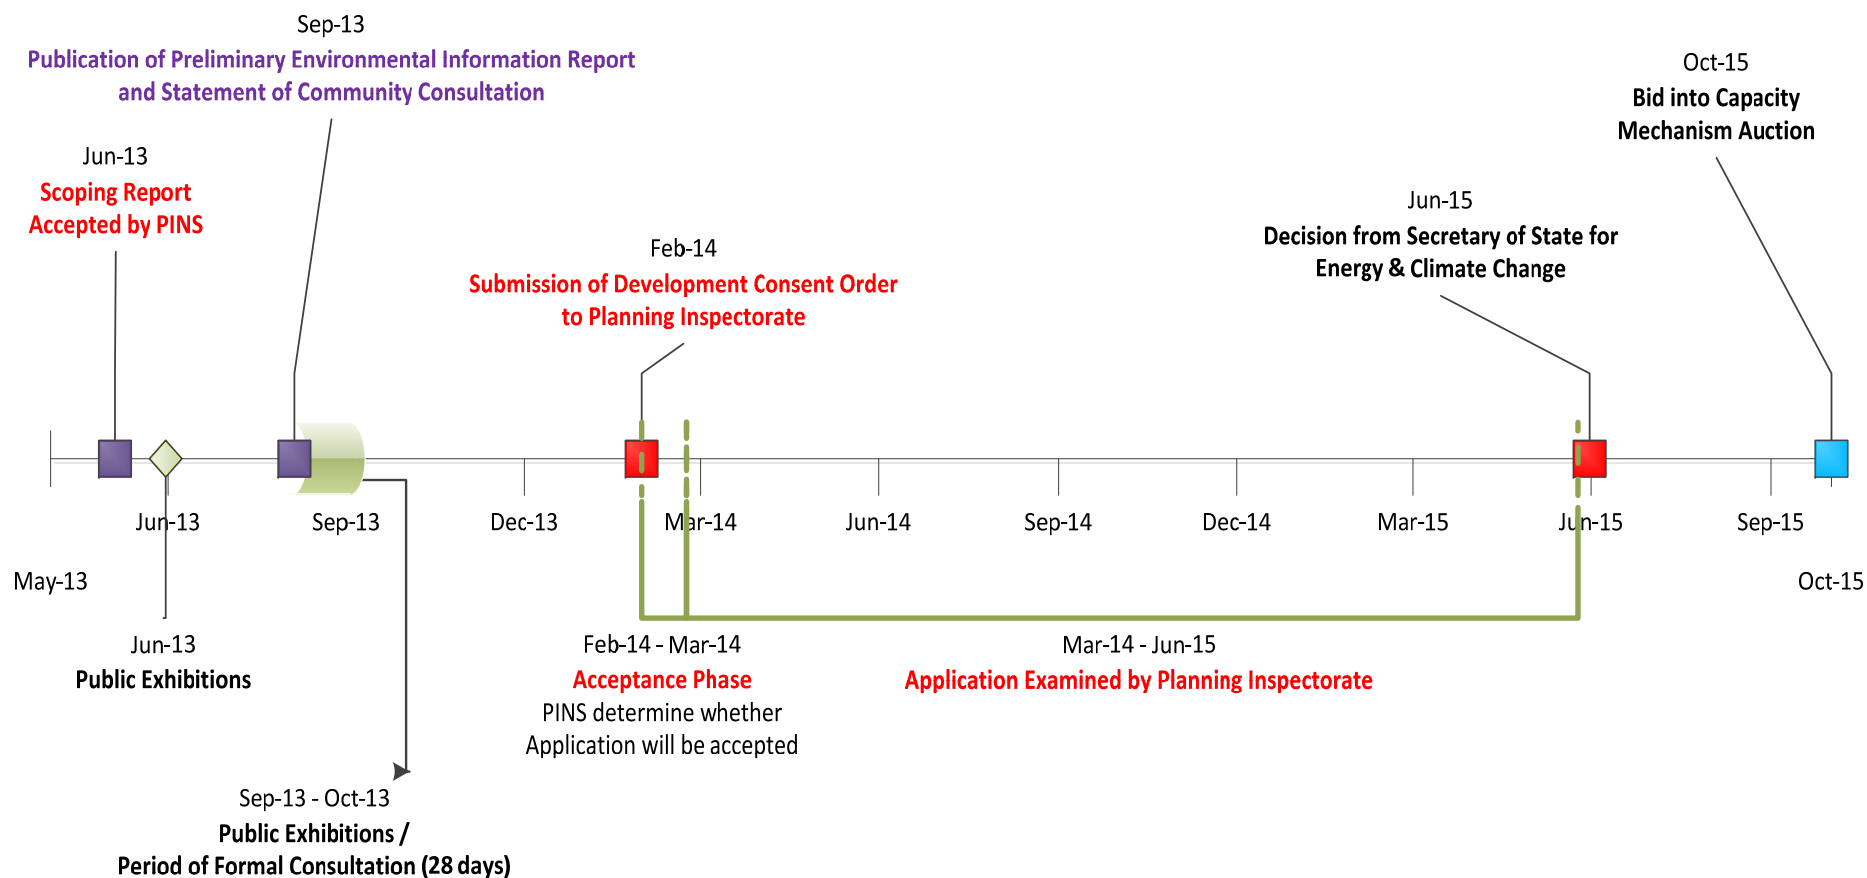 Sep-13
Publication of Preliminary Environmental Information Report
and Statement of Community Consultation
Oct-15
Bid into Capacity
Mechanism Auction
Jun-13
Scoping Report
Accepted by PINS
Jun-15
Decision from Secretary of State for
Energy & Climate Change
Feb-14
Submission of Development Consent Order
to Planning Inspectorate
Jun-13
Sep-13
Dec-13
Mar-14
Jun-14
Sep-14
Dec-14
Mar-15
Jun-15
Sep-15
May-13
Oct-15
Jun-13
Public Exhibitions
Feb-14 - Mar-14
Acceptance Phase
PINS determine whether
Application will be accepted
Mar-14 - Jun-15
Application Examined by Planning Inspectorate
Sep-13 - Oct-13
Public Exhibitions /
Period of Formal Consultation (28 days)